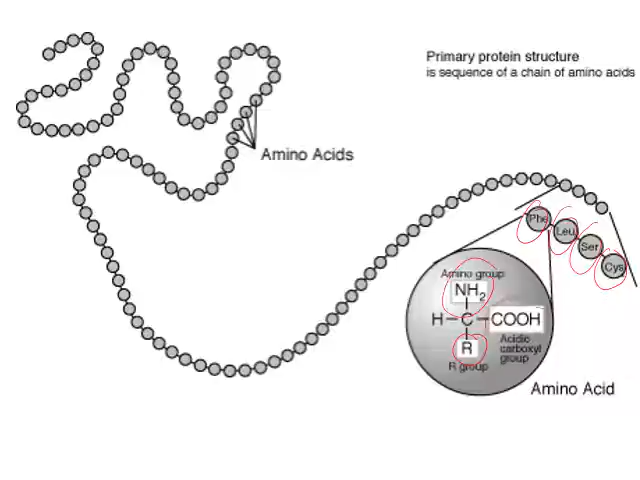 Primary protein structure
is sequence of a chain of amino acids
Amino Acids
Phe
Leu
Ser
Cys
Amino group
NH2
H C COOH
R
Acidic
carboxyl
group
R group
Amino Acid